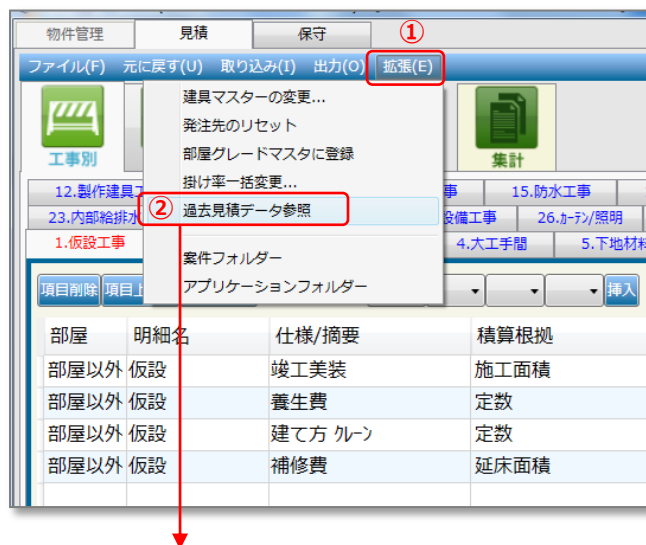 物件管理 見積 保守 ①
ファイル(F) 元に戻す(U) 取り込み(I) 出力(O) 拡張(E)
建具マスターの変更...
発注先のリセット
部屋グレードマスタに登録
掛け率一括変更...
② 過去見積データ参照
案件フォルダー
アプリケーションフォルダー
工事別 集計
12.製作建具 事 15.防水工事
23.内部給排水 設備工事 26.カーテン/照明
1.仮設工事 4.大工手間 5.下地材料
項目削除 項目上 挿入
部屋 明細名 仕様/摘要 積算根拠
部屋以外 仮設 竣工美装 施工面積
部屋以外 仮設 養生費 定数
部屋以外 仮設 建て方 クレーン 定数
部屋以外 仮設 補修費 延床面積